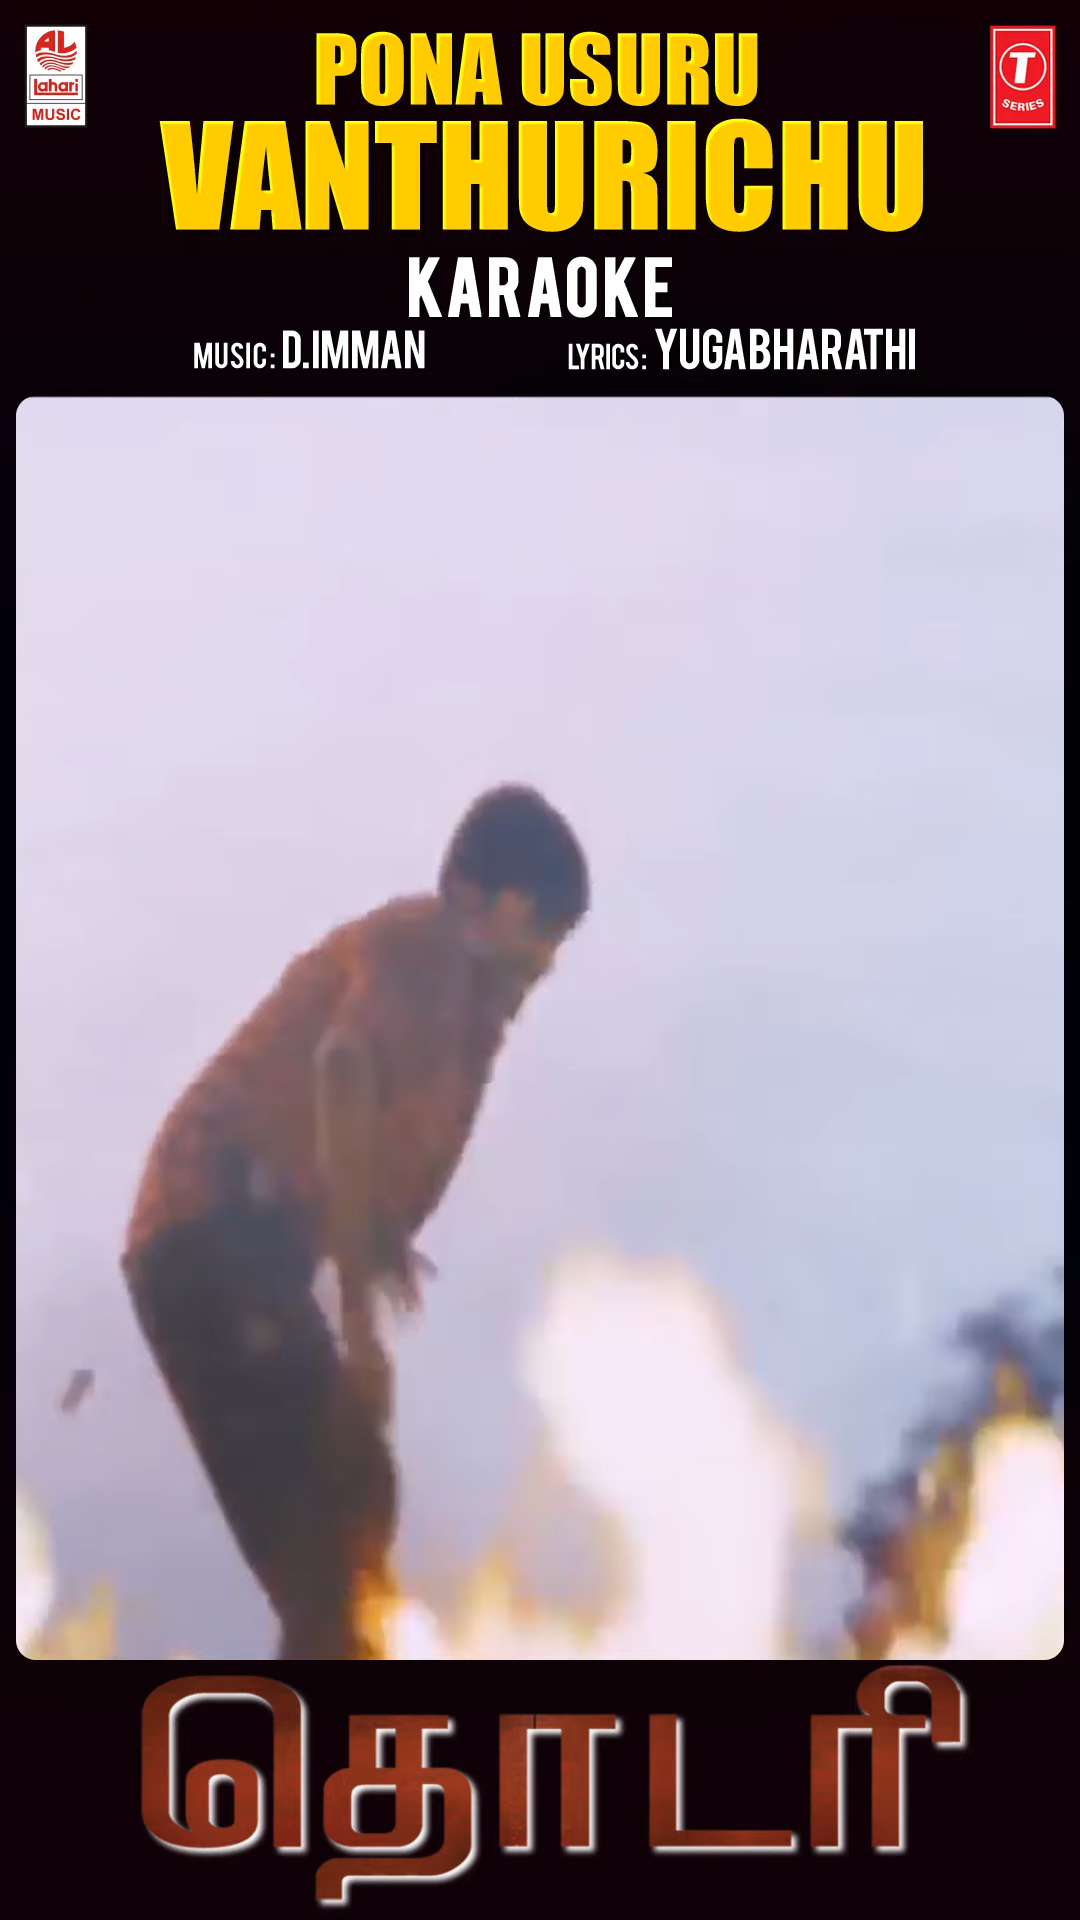 AL
lahari
MUSIC
PONA USURU
VANTHURICHU
T
SERIES
KARAOKE
MUSIC: D.IMMAN
LYRICS: YUGABHARATHI
தொடரி